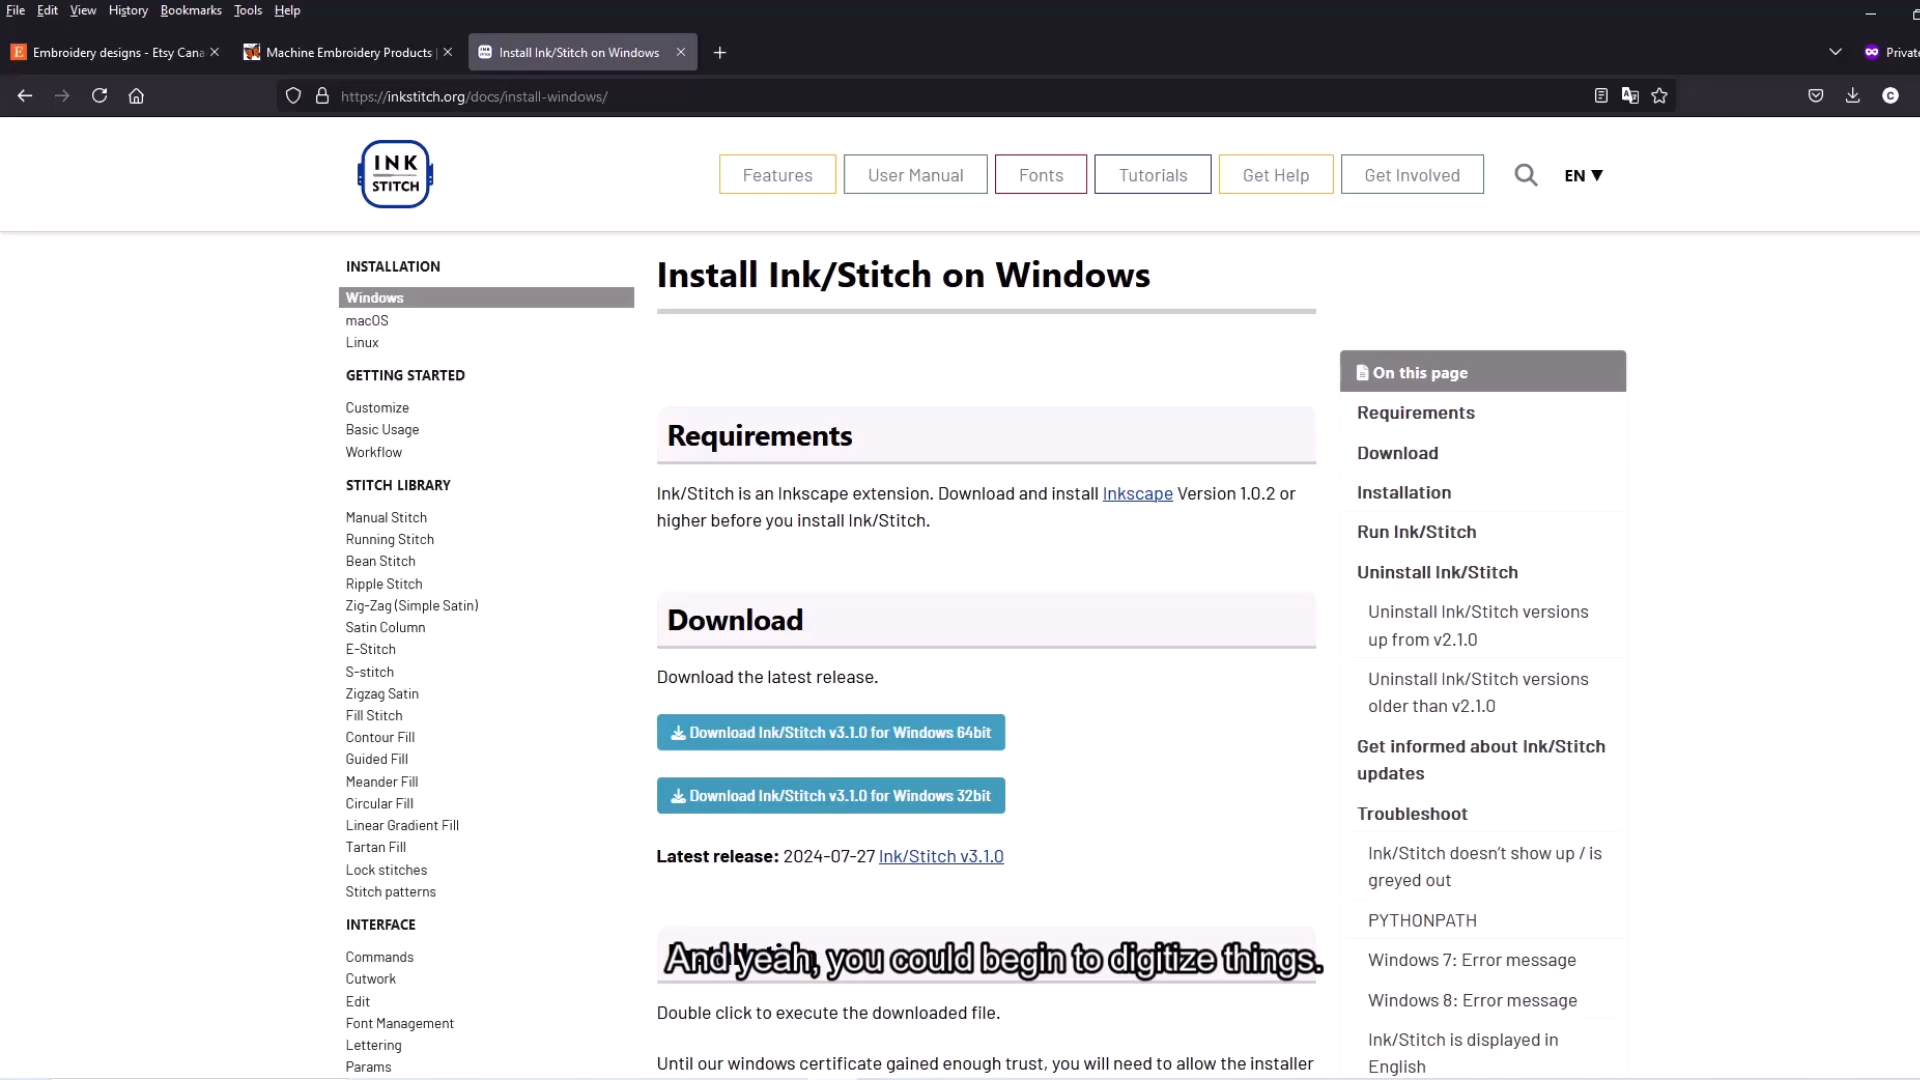 File Edit View History Bookmarks Tools Help
Embroidery designs - Etsy Cana
Machine Embroidery Products |
Install Ink/Stitch on Windows
Private
https://inkstitch.org/docs/install-windows/
C
INK
STITCH
Features
User Manual
Fonts
Tutorials
Get Help
Get Involved
EN ▼
INSTALLATION
Windows
macOS
Linux
GETTING STARTED
Customize
Basic Usage
Workflow
STITCH LIBRARY
Manual Stitch
Running Stitch
Bean Stitch
Ripple Stitch
Zig-Zag (Simple Satin)
Satin Column
E-Stitch
S-stitch
Zigzag Satin
Fill Stitch
Contour Fill
Guided Fill
Meander Fill
Circular Fill
Linear Gradient Fill
Tartan Fill
Lock stitches
Stitch patterns
INTERFACE
Commands
Cutwork
Edit
Font Management
Lettering
Params
Install Ink/Stitch on Windows
Requirements
Ink/Stitch is an Inkscape extension. Download and install Inkscape Version 1.0.2 or
higher before you install Ink/Stitch.
Download
Download the latest release.
Download Ink/Stitch v3.1.0 for Windows 64bit
Download Ink/Stitch v3.1.0 for Windows 32bit
Latest release: 2024-07-27 Ink/Stitch v3.1.0
And yeah, you could begin to digitize things.
Double click to execute the downloaded file.
Until our windows certificate gained enough trust, you will need to allow the installer
On this page
Requirements
Download
Installation
Run Ink/Stitch
Uninstall Ink/Stitch
Uninstall Ink/Stitch versions
up from v2.1.0
Uninstall Ink/Stitch versions
older than v2.1.0
Get informed about Ink/Stitch
updates
Troubleshoot
Ink/Stitch doesn't show up / is
greyed out
PYTHONPATH
Windows 7: Error message
Windows 8: Error message
Ink/Stitch is displayed in
English